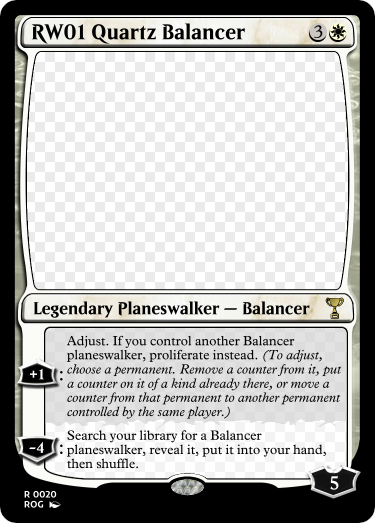 RW01 Quartz Balancer 3
Legendary Planeswalker — Balancer
Adjust. If you control another Balancer
planeswalker, proliferate instead. (To adjust,
+1: choose a permanent. Remove a counter from it, put
a counter on it of a kind already there, or move a
counter from that permanent to another permanent
controlled by the same player.)
Search your library for a Balancer
-4: planeswalker, reveal it, put it into your hand,
then shuffle.
5
R 0020
ROG